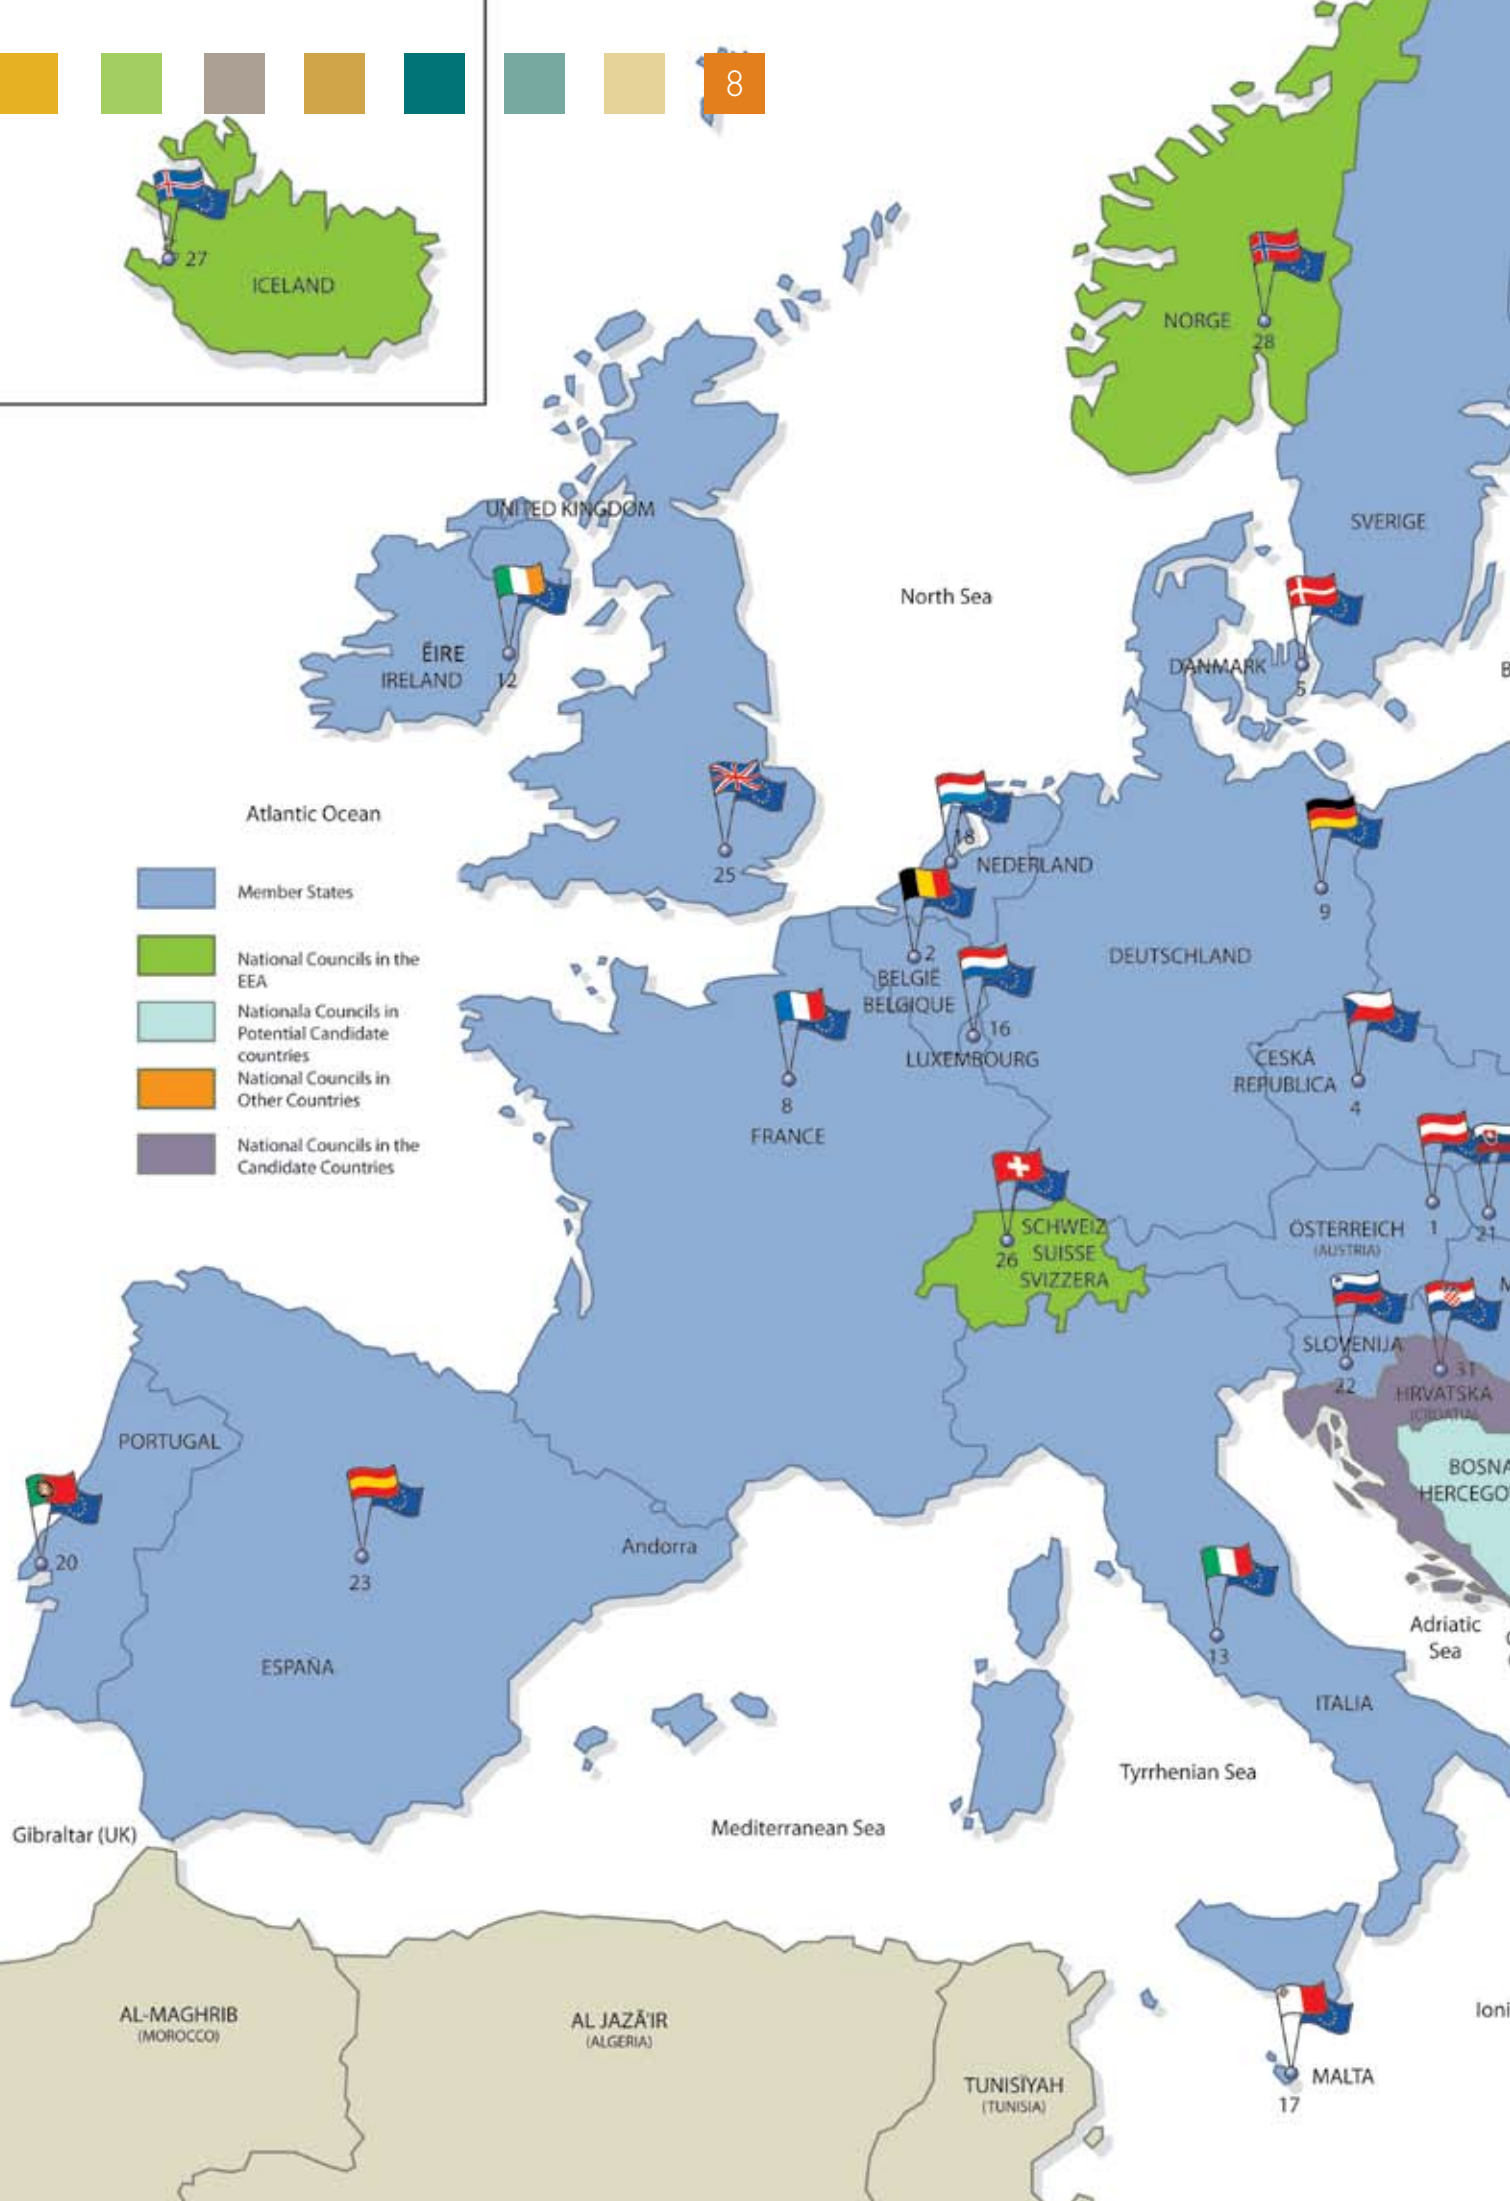 8
27
ICELAND
NORGE
28
UNITED KINGDOM
SVERIGE
North Sea
ÉIRE
IRELAND
12
DANMARK
5
B
Atlantic Ocean
25
18
NEDERLAND
9
Member States
National Councils in the
EEA
Nationala Councils in
Potential Candidate
countries
National Councils in
Other Countries
National Councils in the
Candidate Countries
2
BELGIË
BELGIQUE
DEUTSCHLAND
16
LUXEMBOURG
8
FRANCE
ČESKÁ
REPUBLICA
4
SCHWEIZ
SUISSE
SVIZZERA
26
ÖSTERREICH
(AUSTRIA)
1
21
M
SLOVENIJA
22
31
HRVATSKA
(CROATIA)
BOSNA
HERCEGO
PORTUGAL
20
23
Andorra
ESPAÑA
13
ITALIA
Adriatic
Sea
Tyrrhenian Sea
Mediterranean Sea
Gibraltar (UK)
AL-MAGHRIB
(MOROCCO)
AL JAZĀ'IR
(ALGERIA)
TUNISIYAH
(TUNISIA)
MALTA
17
Ioni